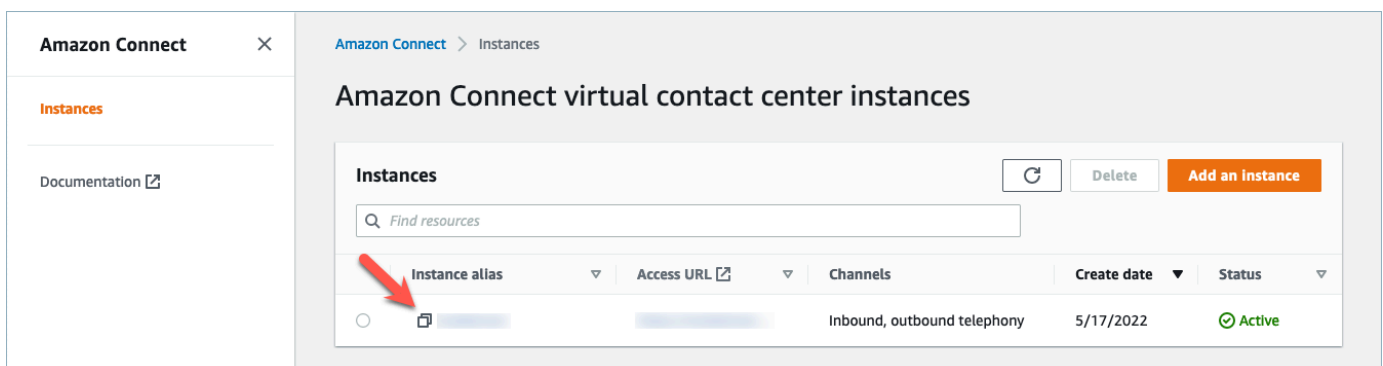 Amazon Connect
Instances
Documentation
Amazon Connect > Instances
Amazon Connect virtual contact center instances
Instances
Delete
Add an instance
Find resources
Instance alias Access URL Channels Create date Status
Inbound, outbound telephony 5/17/2022 Active